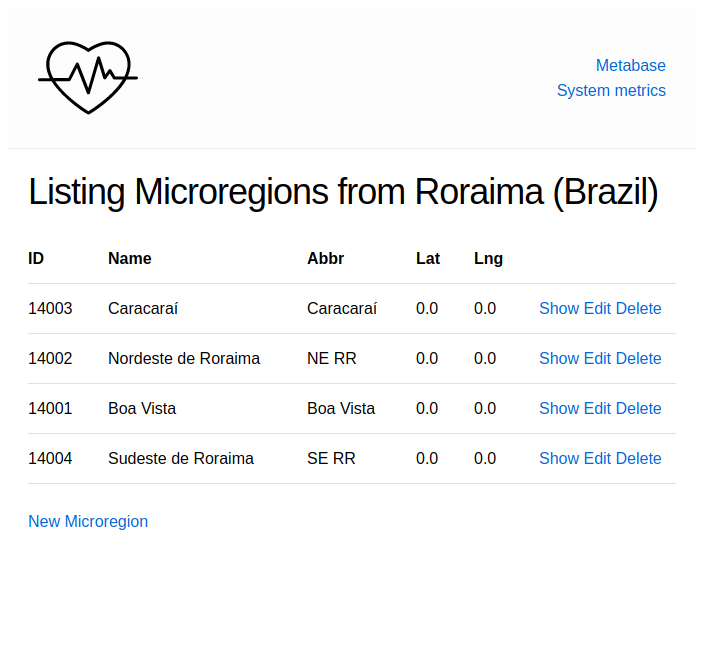 Metabase
System metrics
Listing Microregions from Roraima (Brazil)
ID Name Abbr Lat Lng
14003 Caracaraí Caracaraí 0.0 0.0 Show Edit Delete
14002 Nordeste de Roraima NE RR 0.0 0.0 Show Edit Delete
14001 Boa Vista Boa Vista 0.0 0.0 Show Edit Delete
14004 Sudeste de Roraima SE RR 0.0 0.0 Show Edit Delete
New Microregion